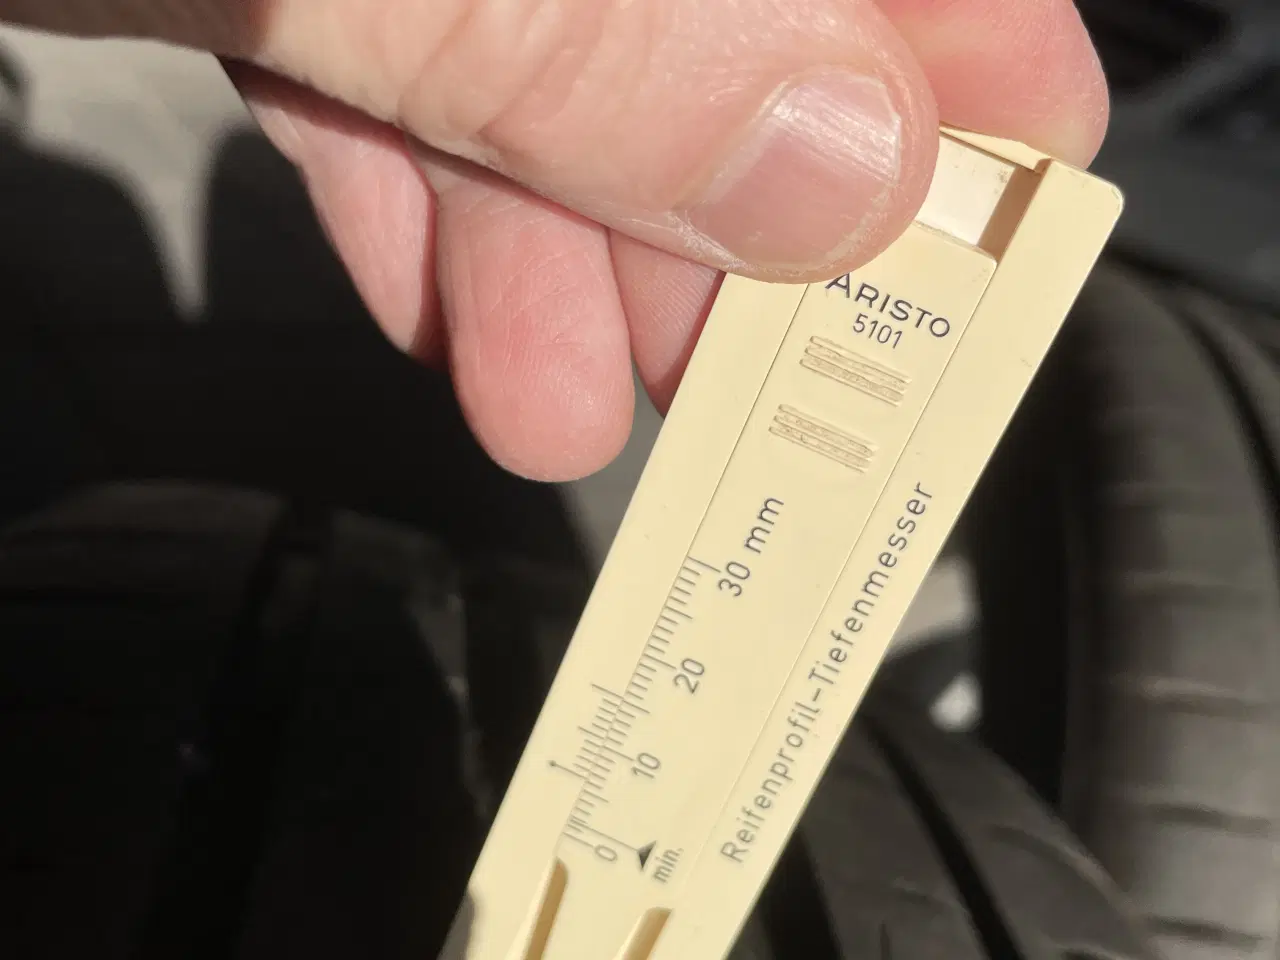 ARISTO
5101
30 mm
20
10
0
min.
Reifenprofil-Tiefenmesser